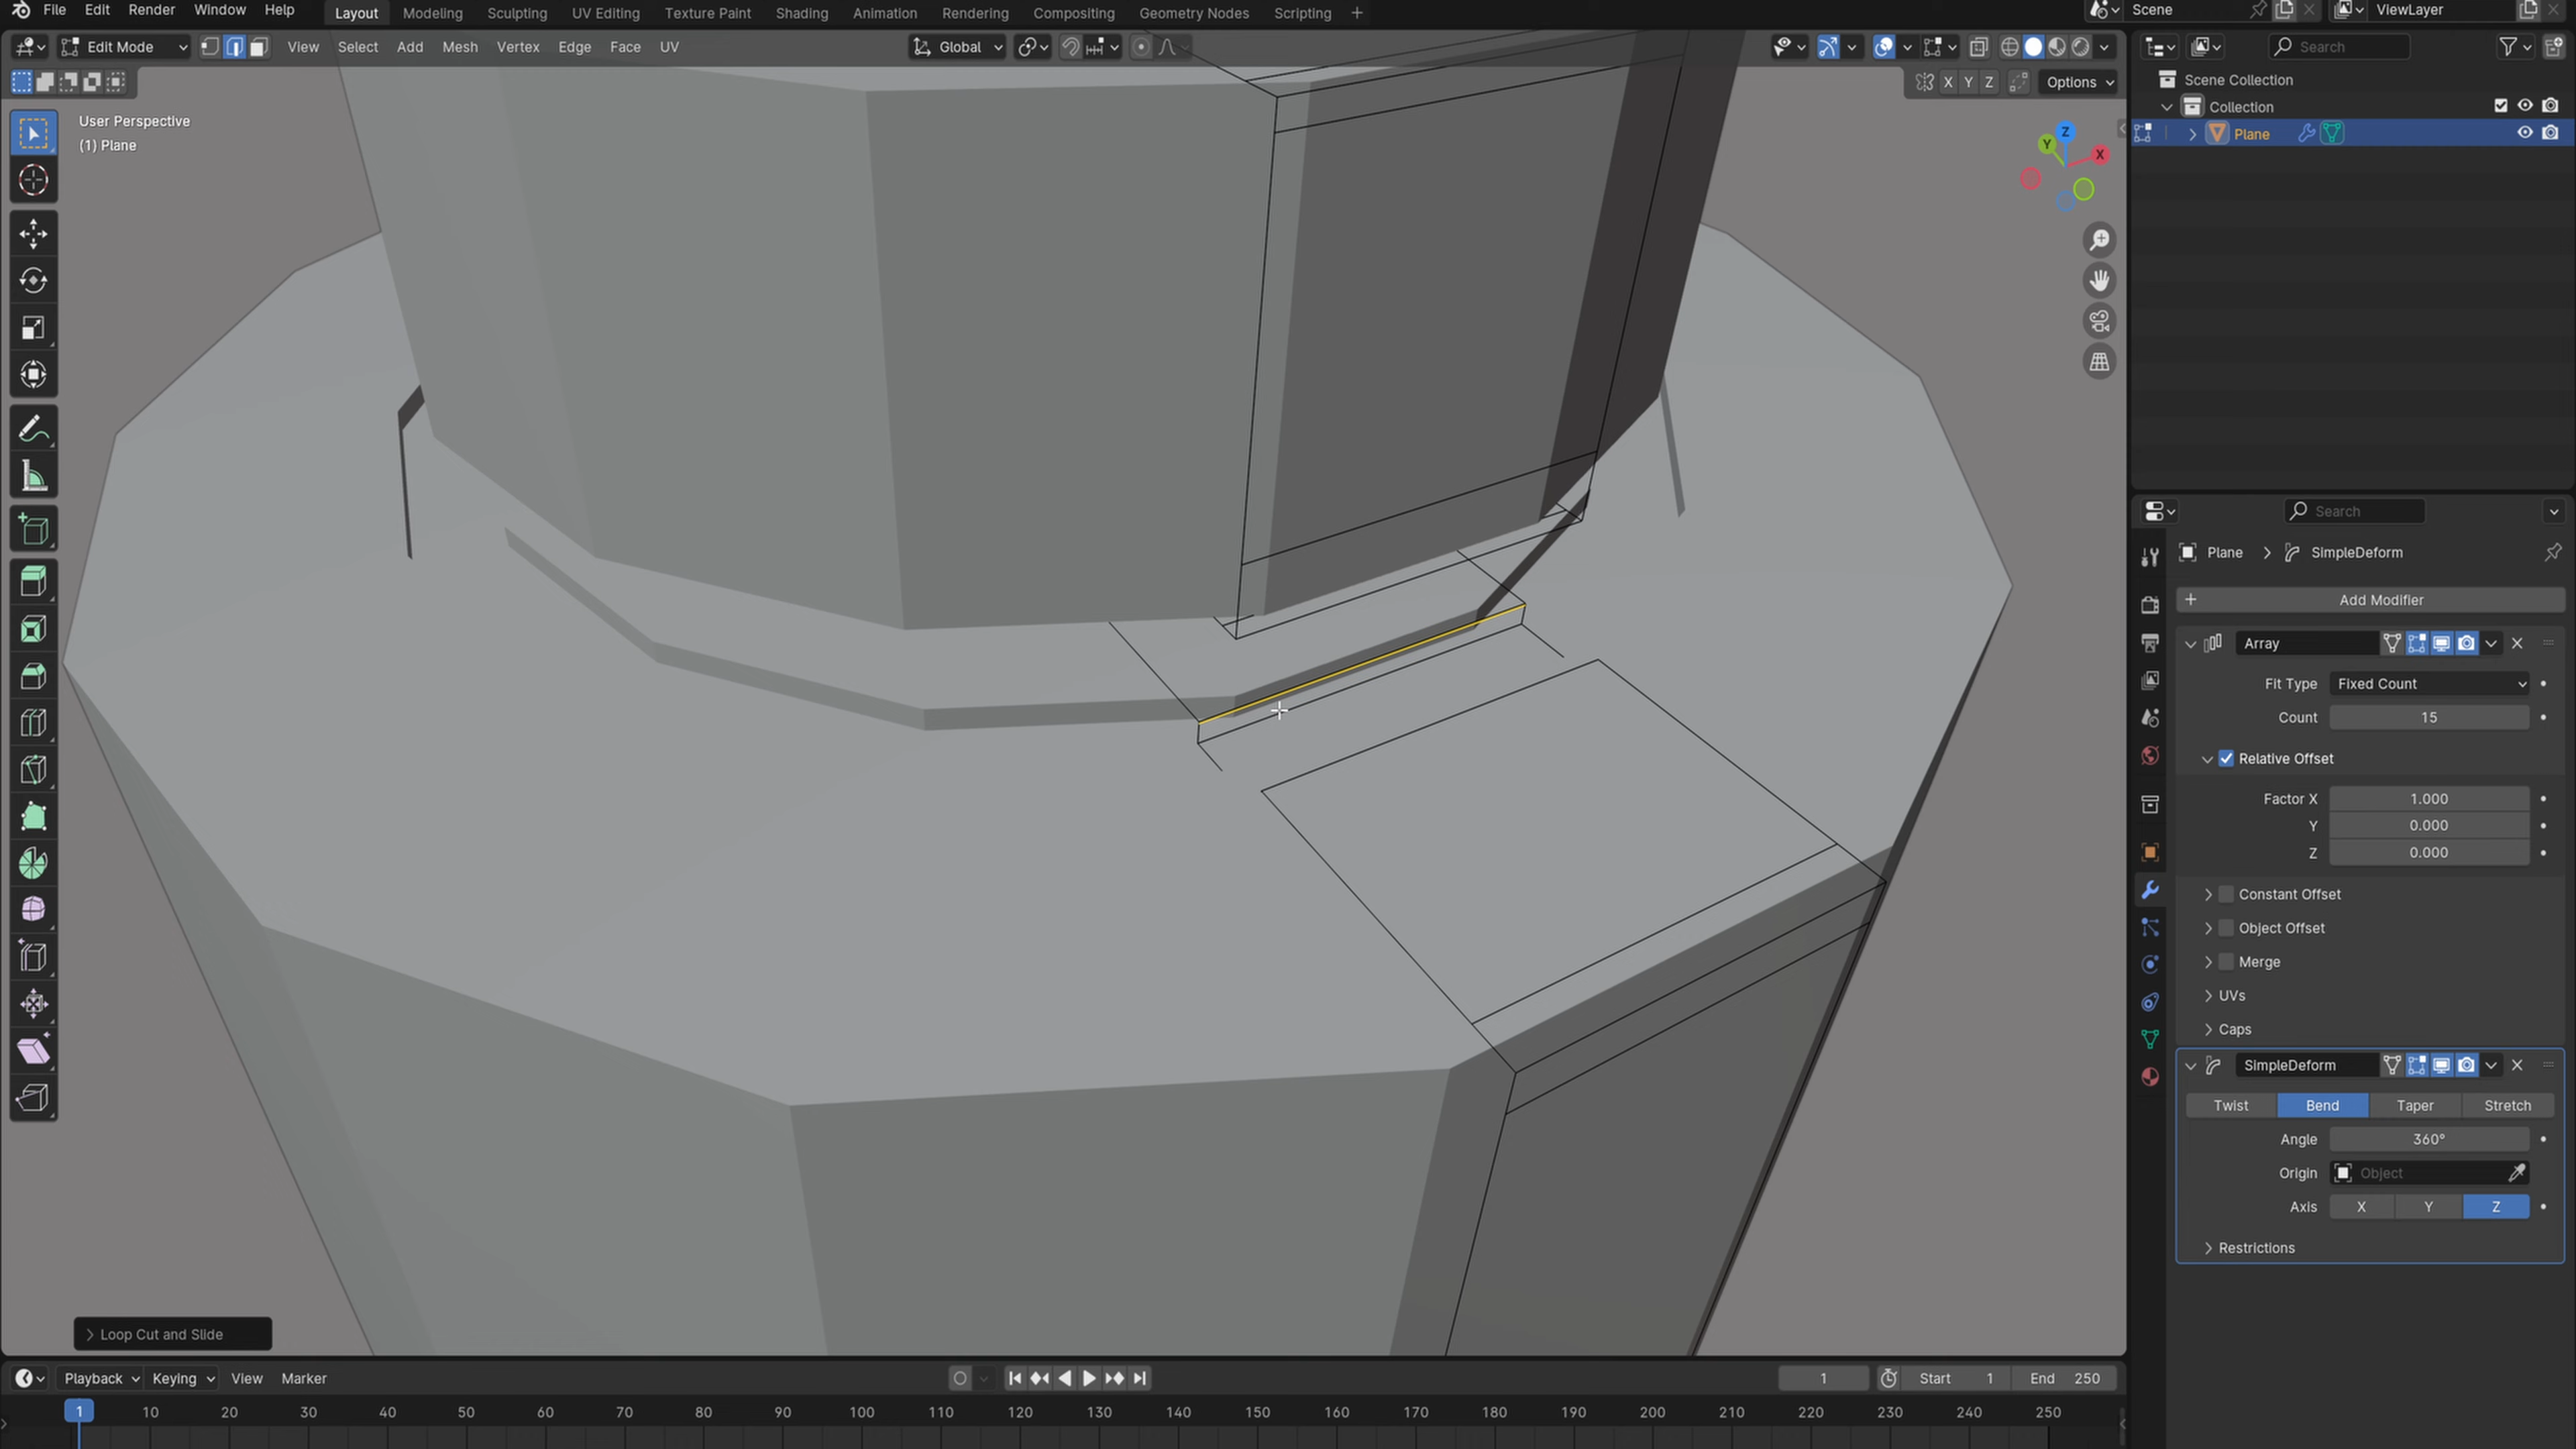 File Edit Render Window Help Layout Modeling Sculpting UV Editing Texture Paint Shading Animation Rendering Compositing Geometry Nodes Scripting + Scene ViewLayer
Edit Mode View Select Add Mesh Vertex Edge Face UV Global Search
X Y Z Options
User Perspective
(1) Plane
Z
Y
X
Scene Collection
Collection
Plane
Search
Plane > SimpleDeform
+ Add Modifier
Array
Fit Type Fixed Count
Count 15
Relative Offset
Factor X 1.000
Y 0.000
Z 0.000
Constant Offset
Object Offset
Merge
UVs
Caps
SimpleDeform
Twist Bend Taper Stretch
Angle 360°
Origin Object
Axis X Y Z
Restrictions
Loop Cut and Slide
Playback Keying View Marker 1 Start 1 End 250
1 10 20 30 40 50 60 70 80 90 100 110 120 130 140 150 160 170 180 190 200 210 220 230 240 250